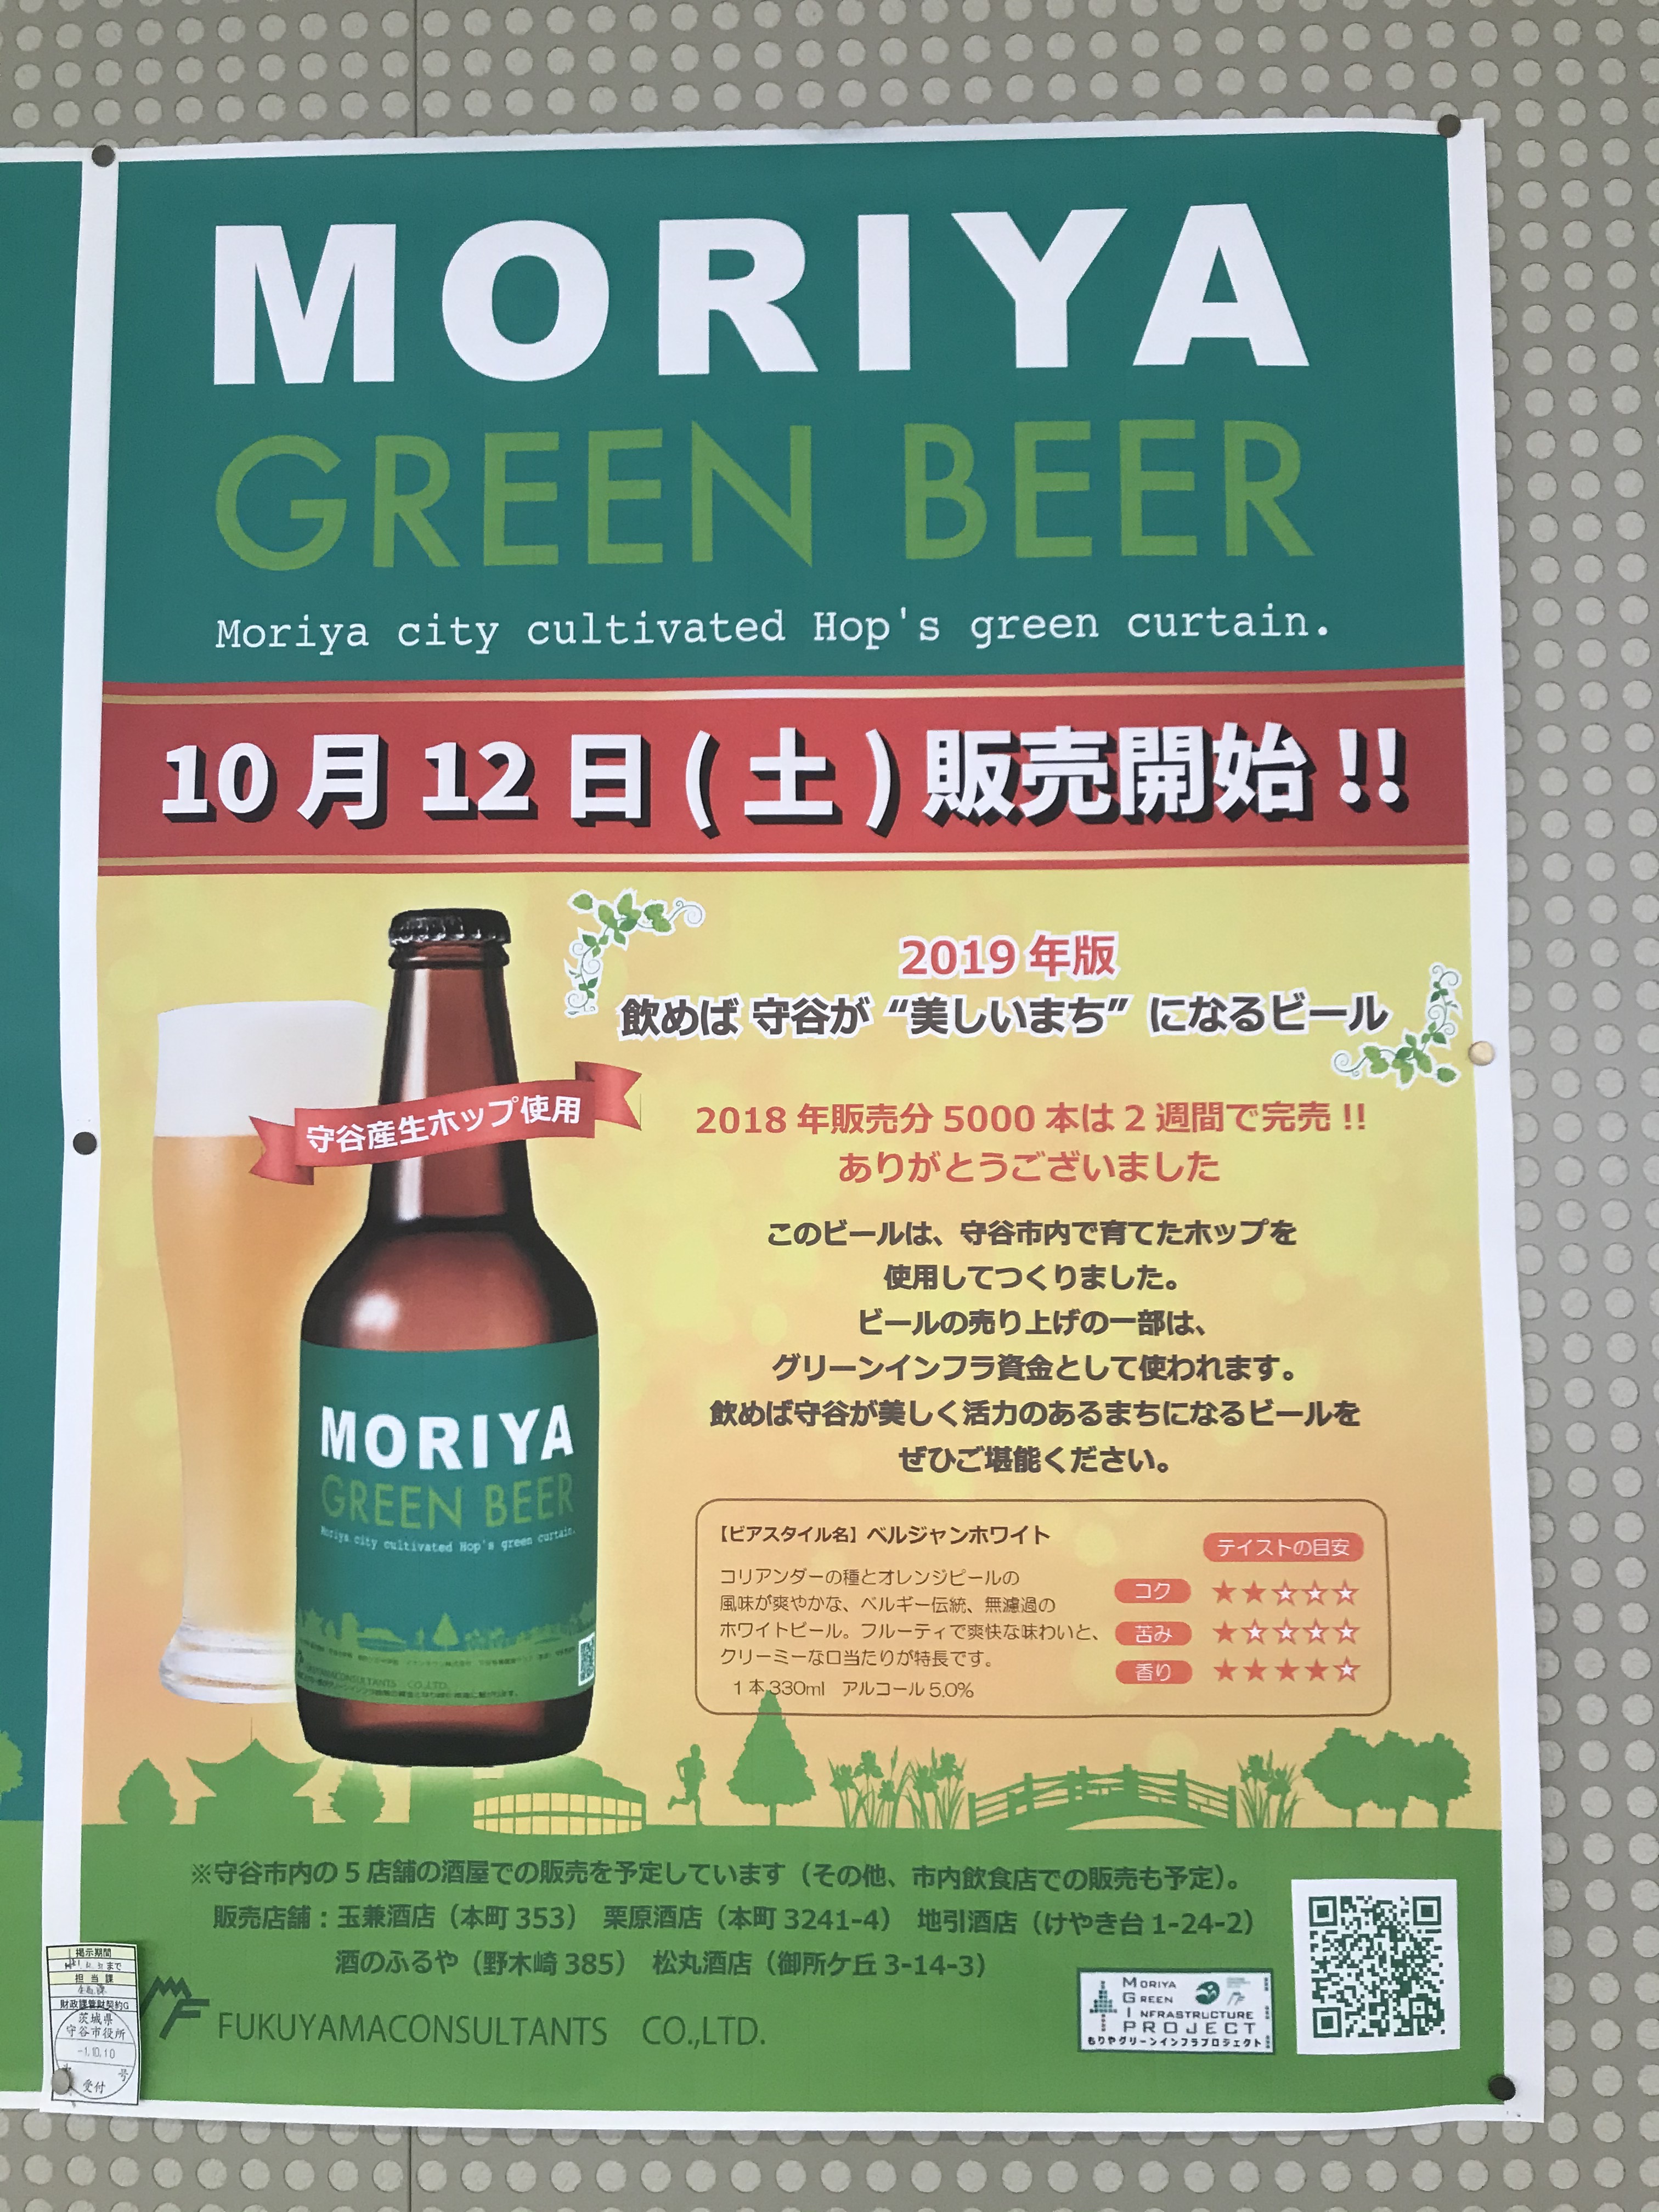 MORIYA
GREEN BEER
Moriya city cultivated Hop's green curtain.
10月12日(土)販売開始!!
2019年版
飲めば 守谷が“美しいまち”になるビール
守谷産生ホップ使用
2018年販売分5000本は2週間で完売!!
ありがとうございました
このビールは、守谷市内で育てたホップを
使用してつくりました。
ビールの売り上げの一部は、
グリーンインフラ資金として使われます。
飲めば守谷が美しく活力のあるまちになるビールを
ぜひご堪能ください。
MORIYA
GREEN BEER
Moriya city cultivated Hop's green curtain.
FUKUYAMACONSULTANTS CO.,LTD.
【ビアスタイル名】ベルジャンホワイト
コリアンダーの種とオレンジピールの
風味が爽やかな、ベルギー伝統、無濾過の
ホワイトビール。フルーティで爽快な味わいと、
クリーミーな口当たりが特長です。
1本330ml アルコール5.0%
テイストの目安
コク ★★☆☆☆
苦み ★☆☆☆☆
香り ★★★★☆
※守谷市内の5店舗の酒屋での販売を予定しています(その他、市内飲食店での販売も予定)。
販売店舗:玉兼酒店(本町353) 栗原酒店(本町3241-4) 地引酒店(けやき台1-24-2)
酒のふるや(野木崎385) 松丸酒店(御所ケ丘3-14-3)
FUKUYAMACONSULTANTS CO.,LTD.
MORIYA
GREEN
INFRASTRUCTURE
PROJECT
もりやグリーンインフラプロジェクト
掲示期間
まで
担当課
財政課管財契約G
茨城県
守谷市役所
-1.10.10
号
受付